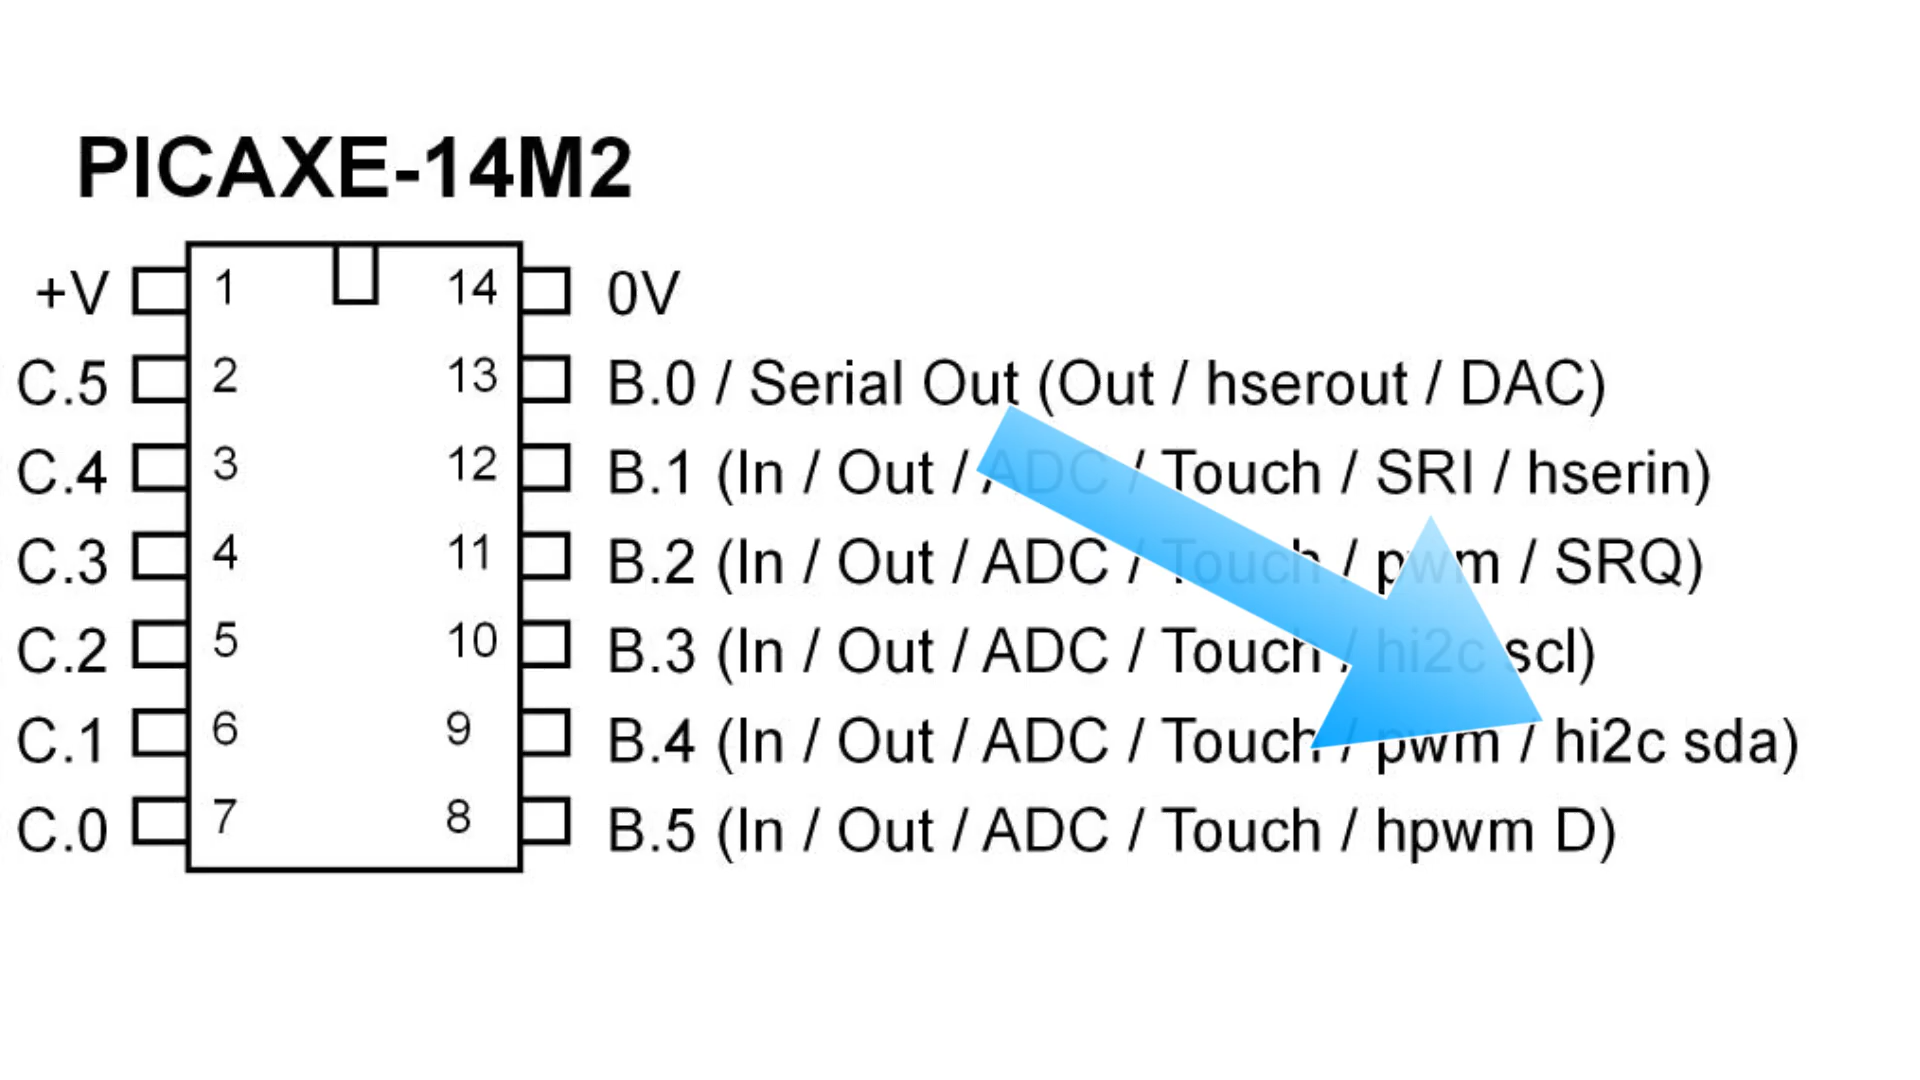 PICAXE-14M2
+V 1 14 0V
C.5 2 13 B.0 / Serial Out (Out / hserout / DAC)
C.4 3 12 B.1 (In / Out / ADC / Touch / SRI / hserin)
C.3 4 11 B.2 (In / Out / ADC / Touch / pwm / SRQ)
C.2 5 10 B.3 (In / Out / ADC / Touch / hi2c scl)
C.1 6 9 B.4 (In / Out / ADC / Touch / pwm / hi2c sda)
C.0 7 8 B.5 (In / Out / ADC / Touch / hpwm D)